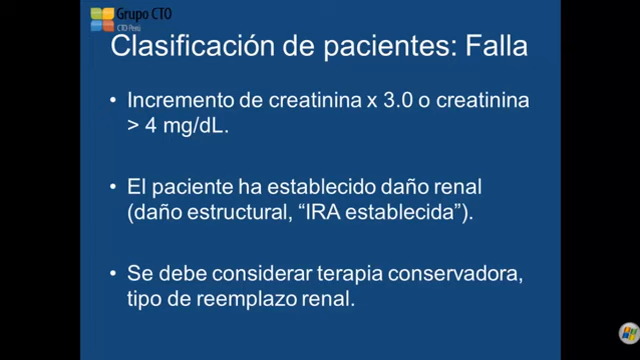 Grupo CTO
CTO Perú
Clasificación de pacientes: Falla
• Incremento de creatinina x 3.0 o creatinina
> 4 mg/dL.
• El paciente ha establecido daño renal
(daño estructural, “IRA establecida”).
• Se debe considerar terapia conservadora,
tipo de reemplazo renal.